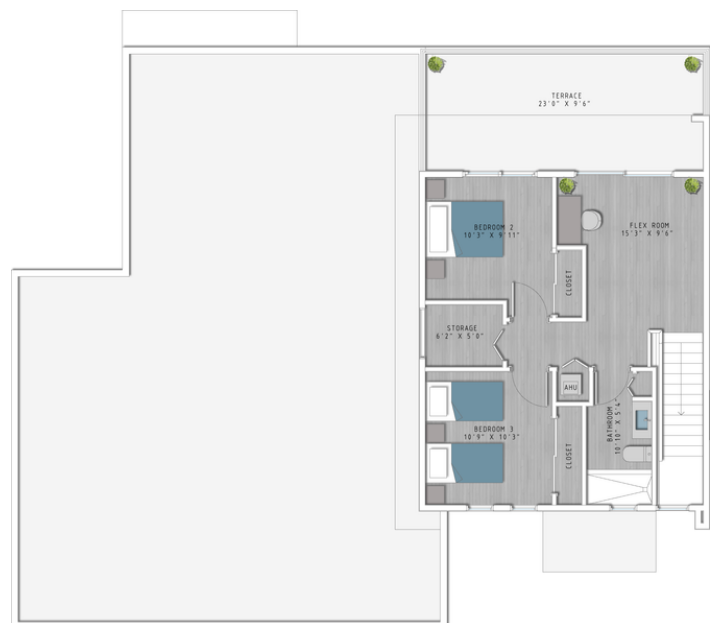 TERRACE
23'0" X 9'6"
BEDROOM 2
10'3" X 9'11"
FLEX ROOM
15'3" X 9'6"
CLOSET
STORAGE
6'2" X 5'0"
AHU
BEDROOM 3
10'9" X 10'3"
CLOSET
BATHROOM
10'10" X 5'4"